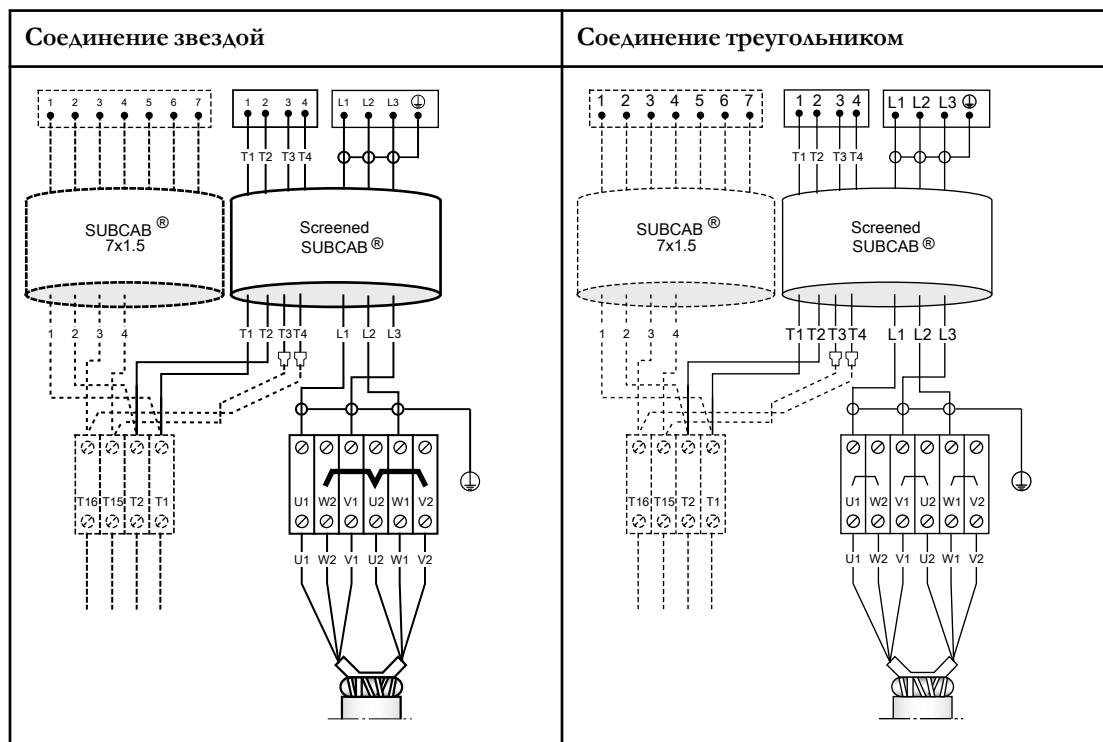 Соединение звездой
1 2 3 4 5 6 7 1 2 3 4 L1 L2 L3
T1 T2 T3 T4
SUBCAB ®
7x1.5
Screened
SUBCAB ®
1 2 3 4 T1 T2 T3 T4 L1 L2 L3
T16 T15 T2 T1 U1 W2 V1 U2 W1 V2
U1 W2 V1 U2 W1 V2
Соединение треугольником
1 2 3 4 5 6 7 1 2 3 4 L1 L2 L3
T1 T2 T3 T4
SUBCAB ®
7x1.5
Screened
SUBCAB ®
1 2 3 4 T1 T2 T3 T4 L1 L2 L3
T16 T15 T2 T1 U1 W2 V1 U2 W1 V2
U1 W2 V1 U2 W1 V2